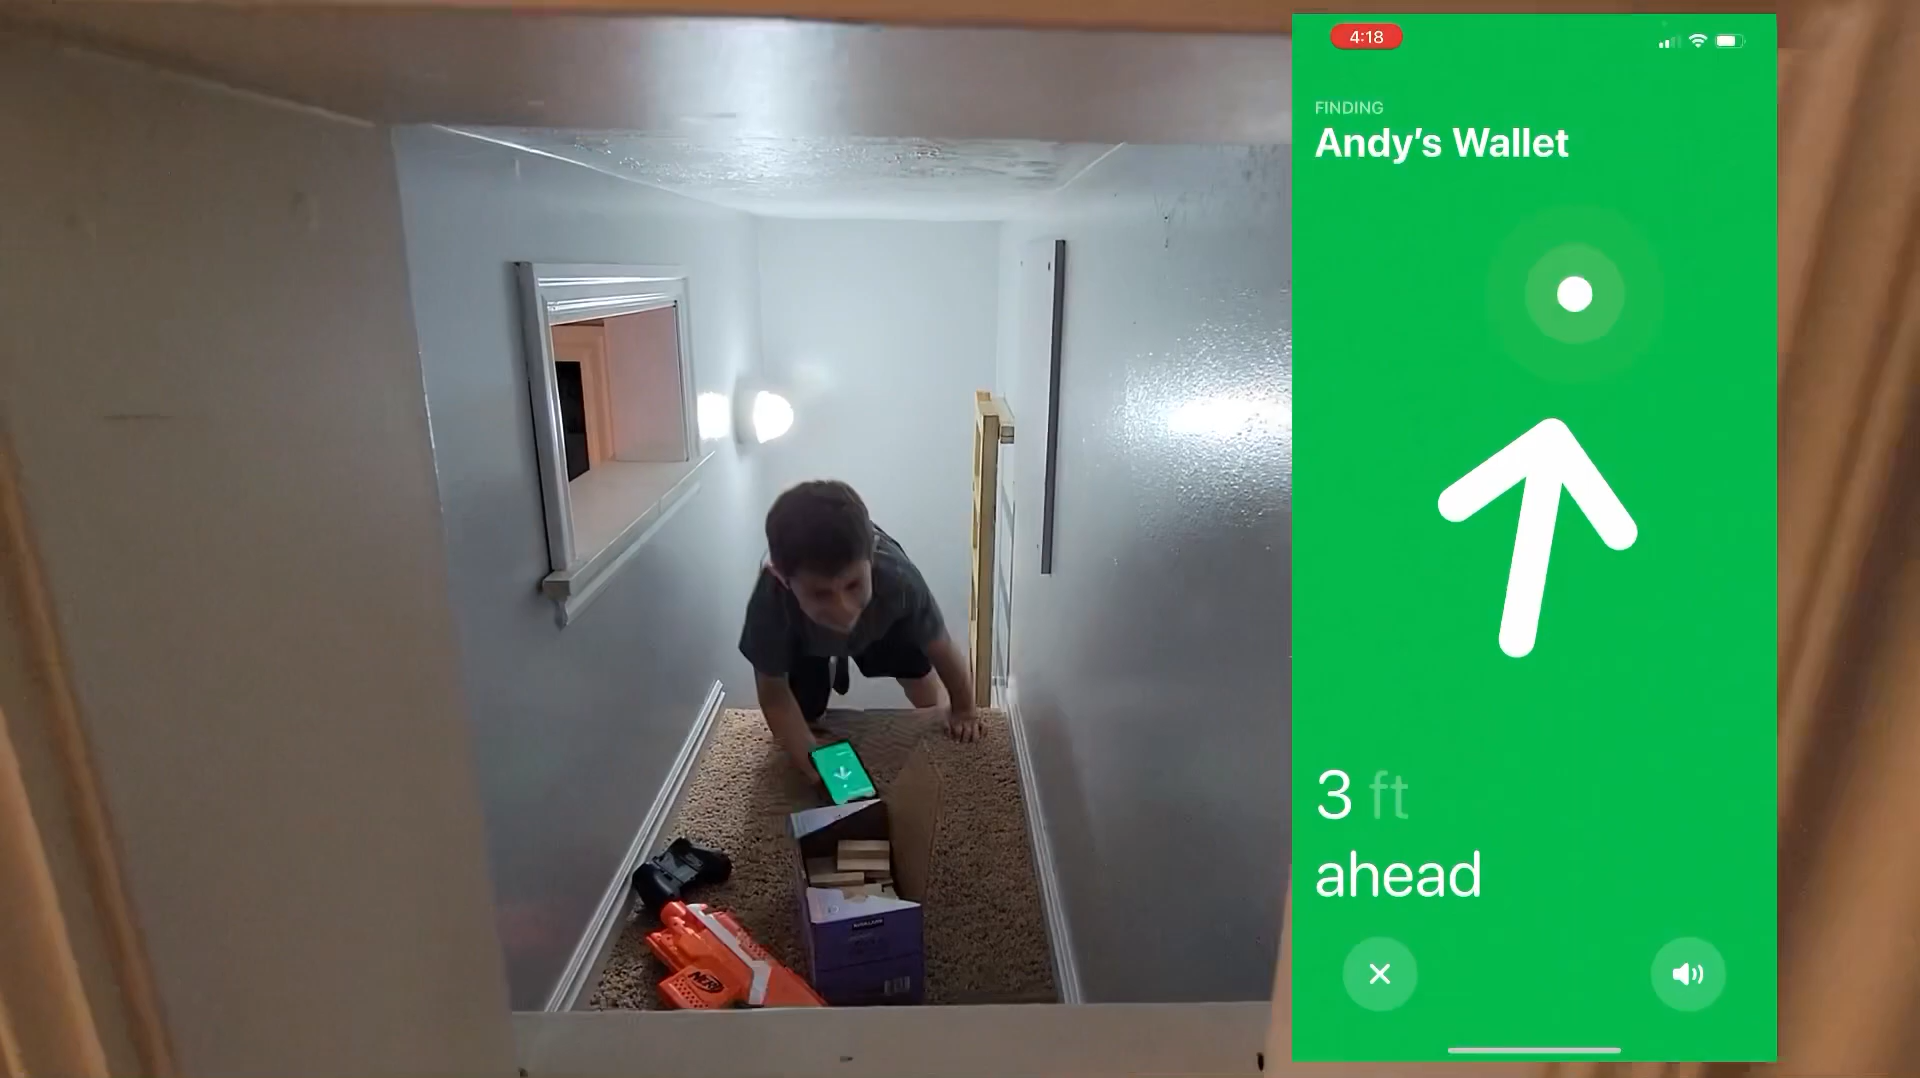 4:18
FINDING
Andy's Wallet
3 ft
ahead
NERF